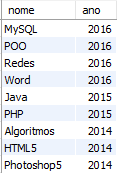 nome ano
MySQL 2016
POO 2016
Redes 2016
Word 2016
Java 2015
PHP 2015
Algoritmos 2014
HTML5 2014
Photoshop5 2014